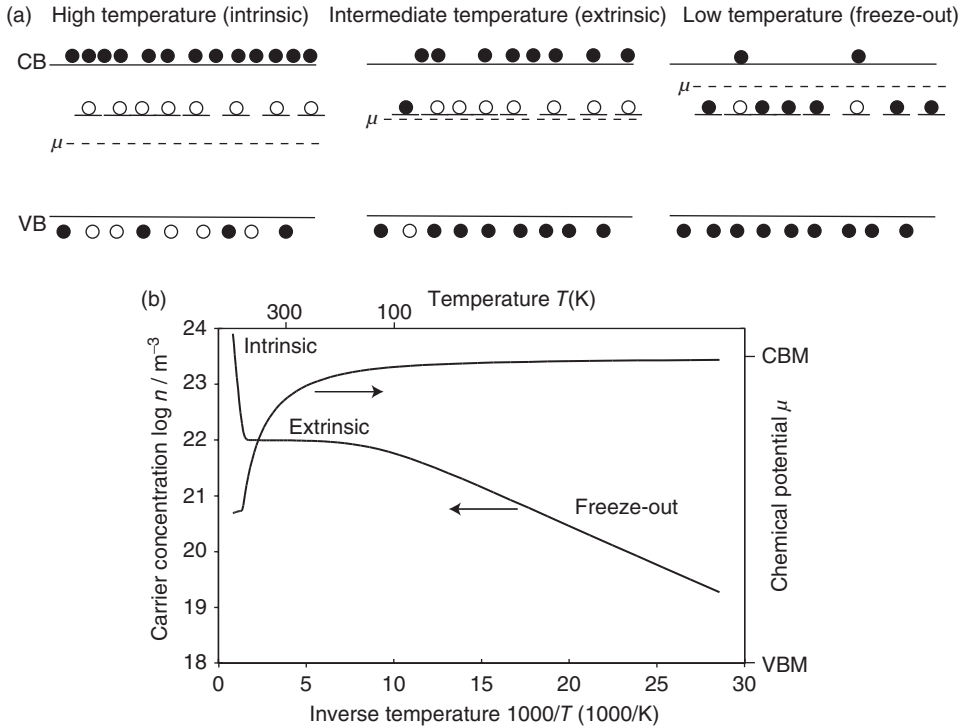 (a) High temperature (intrinsic) Intermediate temperature (extrinsic) Low temperature (freeze-out)
CB
μ
μ
μ
VB
(b) Temperature T(K)
300 100
24
23
22
21
20
19
18
Carrier concentration log n / m⁻³
Intrinsic
Extrinsic
Freeze-out
CBM
Chemical potential μ
VBM
0 5 10 15 20 25 30
Inverse temperature 1000/T (1000/K)